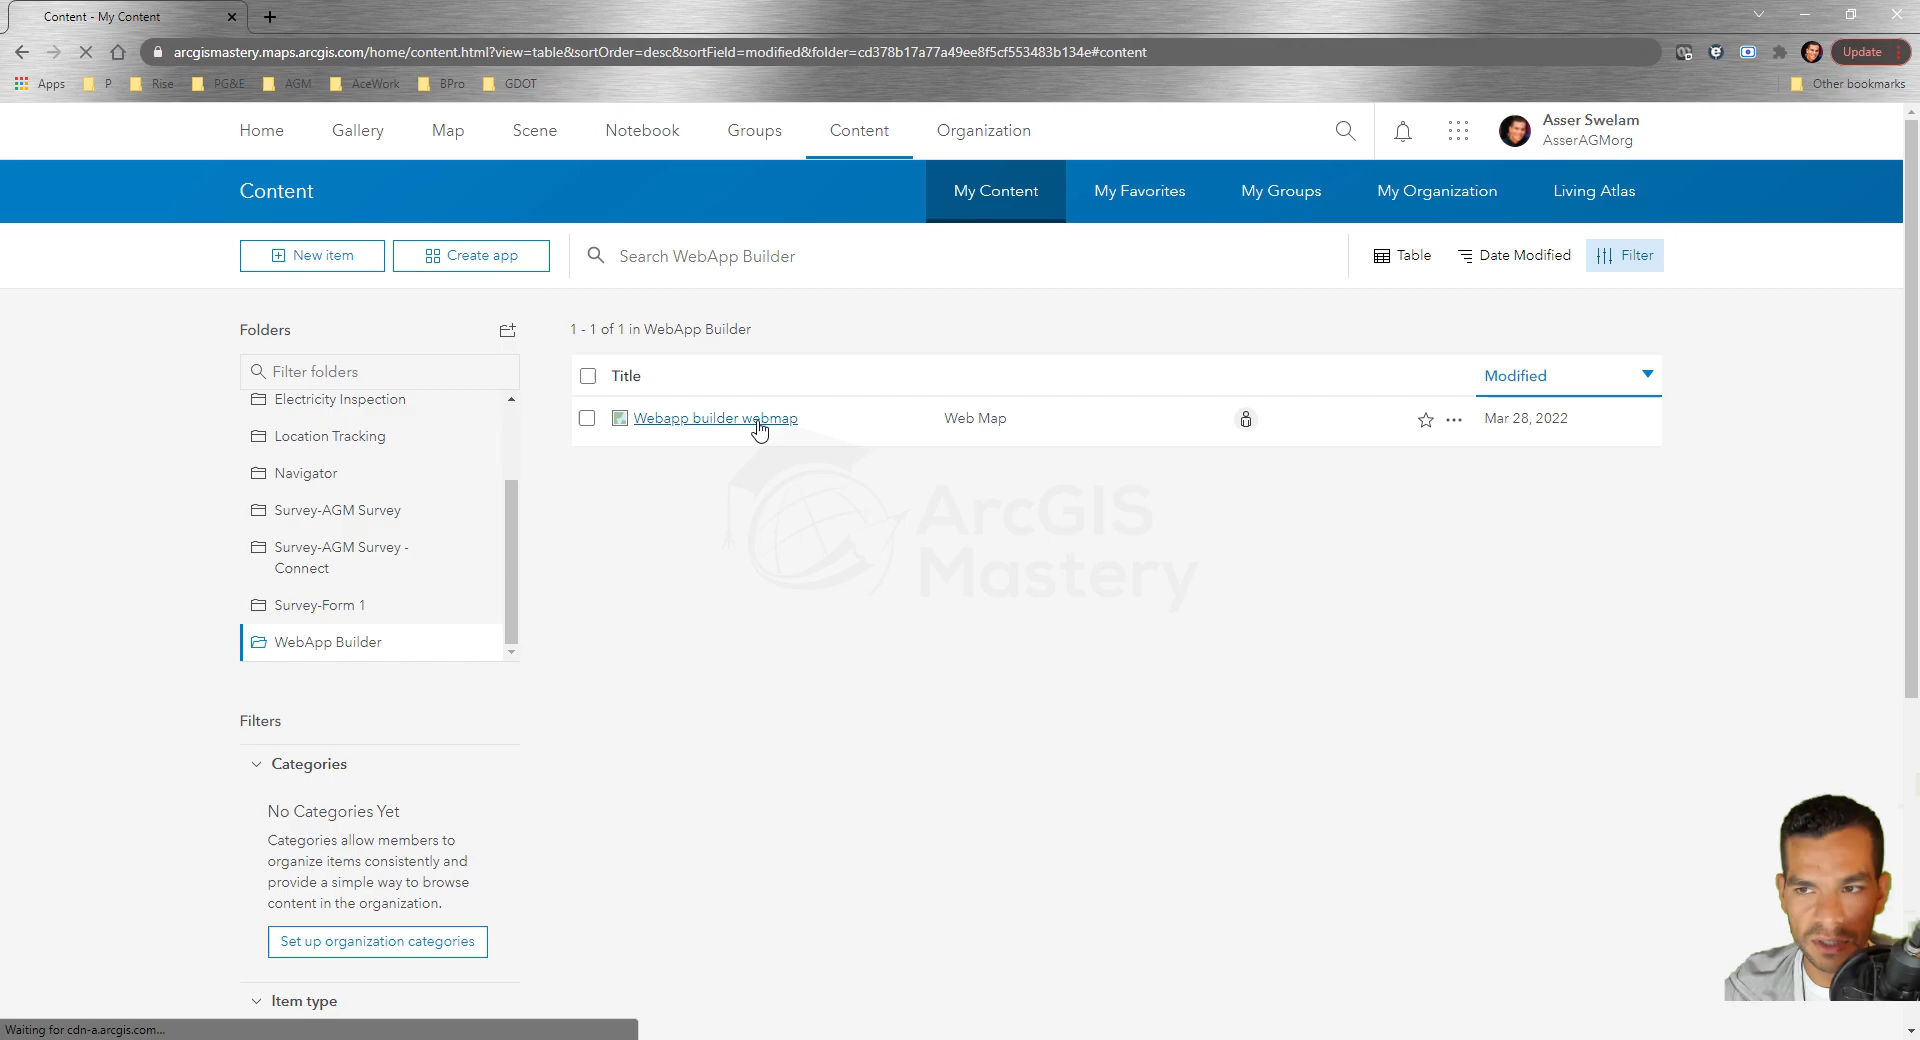 Content - My Content
arcgismastery.maps.arcgis.com/home/content.html?view=table&sortOrder=desc&sortField=modified&folder=cd378b17a77a49ee8f5cf553483b134e#content
Update
Apps P Rise PG&E AGM AceWork BPro GDOT Other bookmarks
Home Gallery Map Scene Notebook Groups Content Organization
Asser Swelam
AsserAGMorg
Content
My Content My Favorites My Groups My Organization Living Atlas
New item Create app Search WebApp Builder Table Date Modified Filter
Folders
1 - 1 of 1 in WebApp Builder
Filter folders
Title Modified
Electricity Inspection
Webapp builder webmap Web Map Mar 28, 2022
Location Tracking
Navigator
Survey-AGM Survey
Survey-AGM Survey -
Connect
Survey-Form 1
WebApp Builder
ArcGIS
Mastery
Filters
Categories
No Categories Yet
Categories allow members to
organize items consistently and
provide a simple way to browse
content in the organization.
Set up organization categories
Item type
Waiting for cdn-a.arcgis.com...